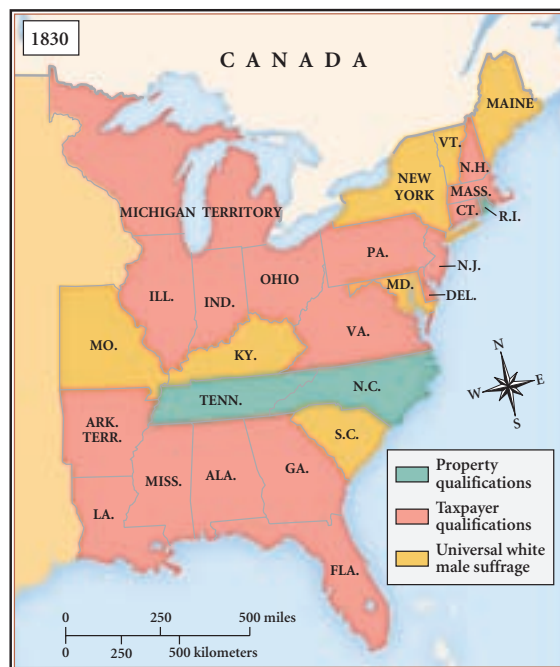 1830
CANADA
MAINE
VT.
N.H.
NEW
YORK
MASS.
CT.
R.I.
MICHIGAN TERRITORY
PA.
N.J.
OHIO
MD.
DEL.
ILL.
IND.
VA.
MO.
KY.
N.C.
TENN.
ARK.
TERR.
S.C.
MISS.
ALA.
GA.
LA.
FLA.
N
W
E
S
Property
qualifications
Taxpayer
qualifications
Universal white
male suffrage
0 250 500 miles
0 250 500 kilometers